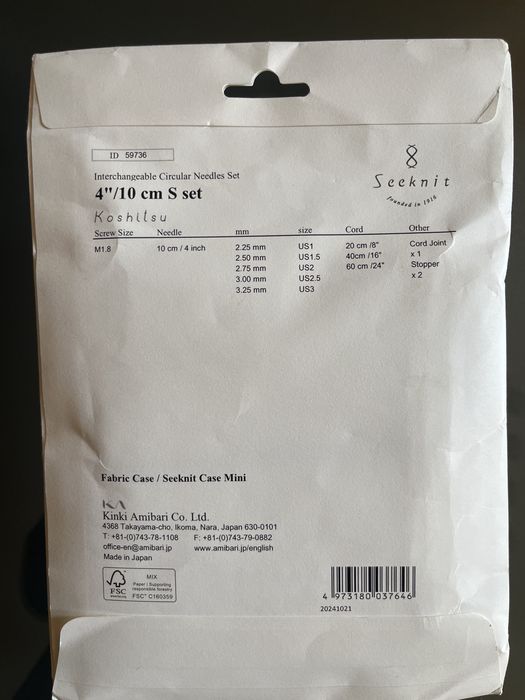 ID 59736
Interchangeable Circular Needles Set
4"/10 cm S set
Koshitsu
Seeknit
founded in 1916
Screw Size Needle mm size Cord Other
M1.8 10 cm / 4 inch 2.25 mm US1 20 cm /8" Cord Joint
2.50 mm US1.5 40cm /16" x 1
2.75 mm US2 60 cm /24" Stopper
3.00 mm US2.5 x 2
3.25 mm US3
Fabric Case / Seeknit Case Mini
KA
Kinki Amibari Co. Ltd.
4368 Takayama-cho, Ikoma, Nara, Japan 630-0101
T: +81-(0)743-78-1108 F: +81-(0)743-79-0882
office-en@amibari.jp www.amibari.jp/english
Made in Japan
FSC
MIX
Paper | Supporting
responsible forestry
FSC® C160359
4 973180 037646
20241021